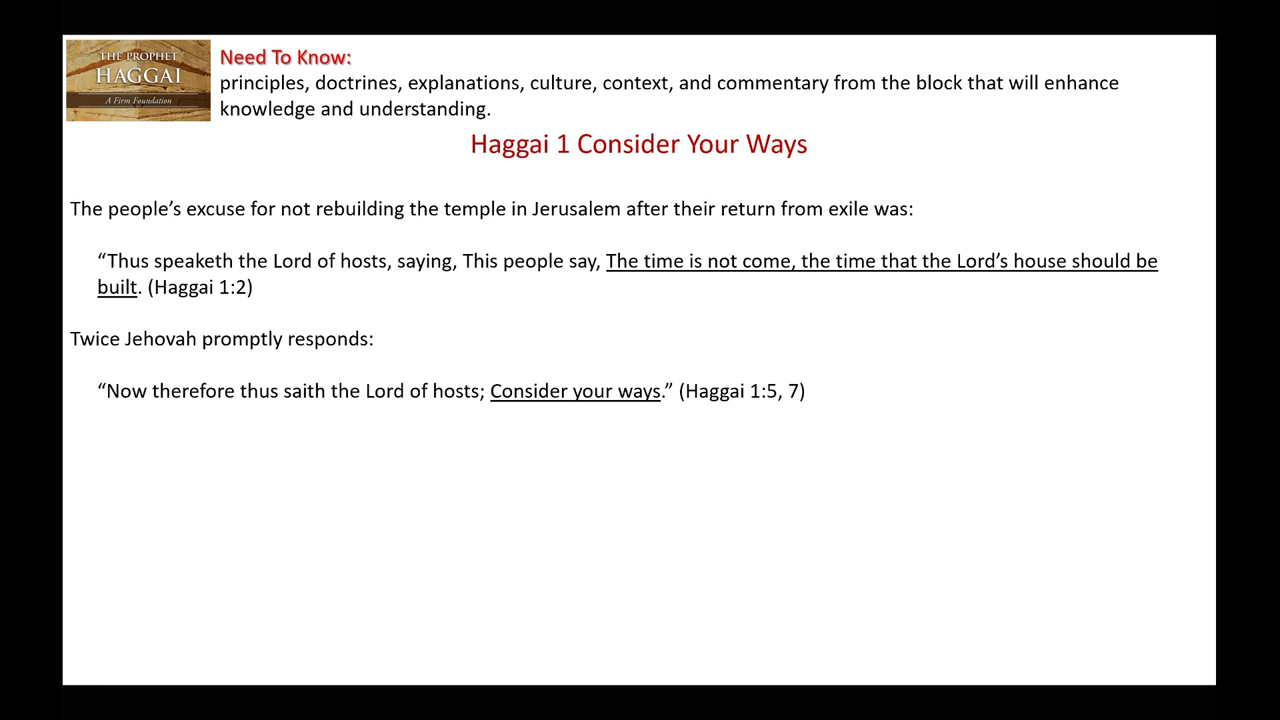 THE PROPHET
HAGGAI
A Firm Foundation
Need To Know:
principles, doctrines, explanations, culture, context, and commentary from the block that will enhance
knowledge and understanding.
Haggai 1 Consider Your Ways
The people’s excuse for not rebuilding the temple in Jerusalem after their return from exile was:
“Thus speaketh the Lord of hosts, saying, This people say, The time is not come, the time that the Lord’s house should be
built. (Haggai 1:2)
Twice Jehovah promptly responds:
“Now therefore thus saith the Lord of hosts; Consider your ways.” (Haggai 1:5, 7)